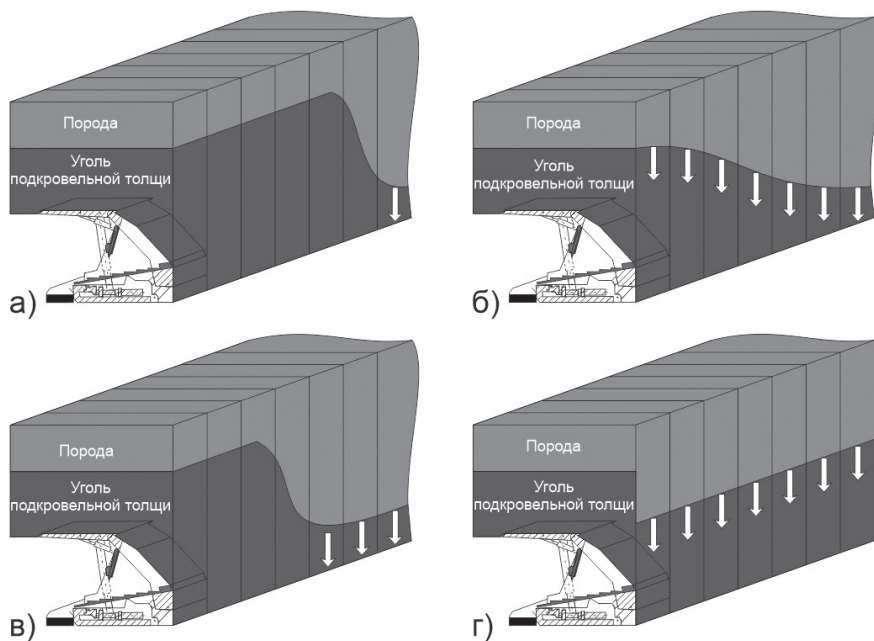 Порода
Уголь
подкровельной толщи
а)
Порода
Уголь
подкровельной толщи
б)
Порода
Уголь
подкровельной толщи
в)
Порода
Уголь
подкровельной толщи
г)